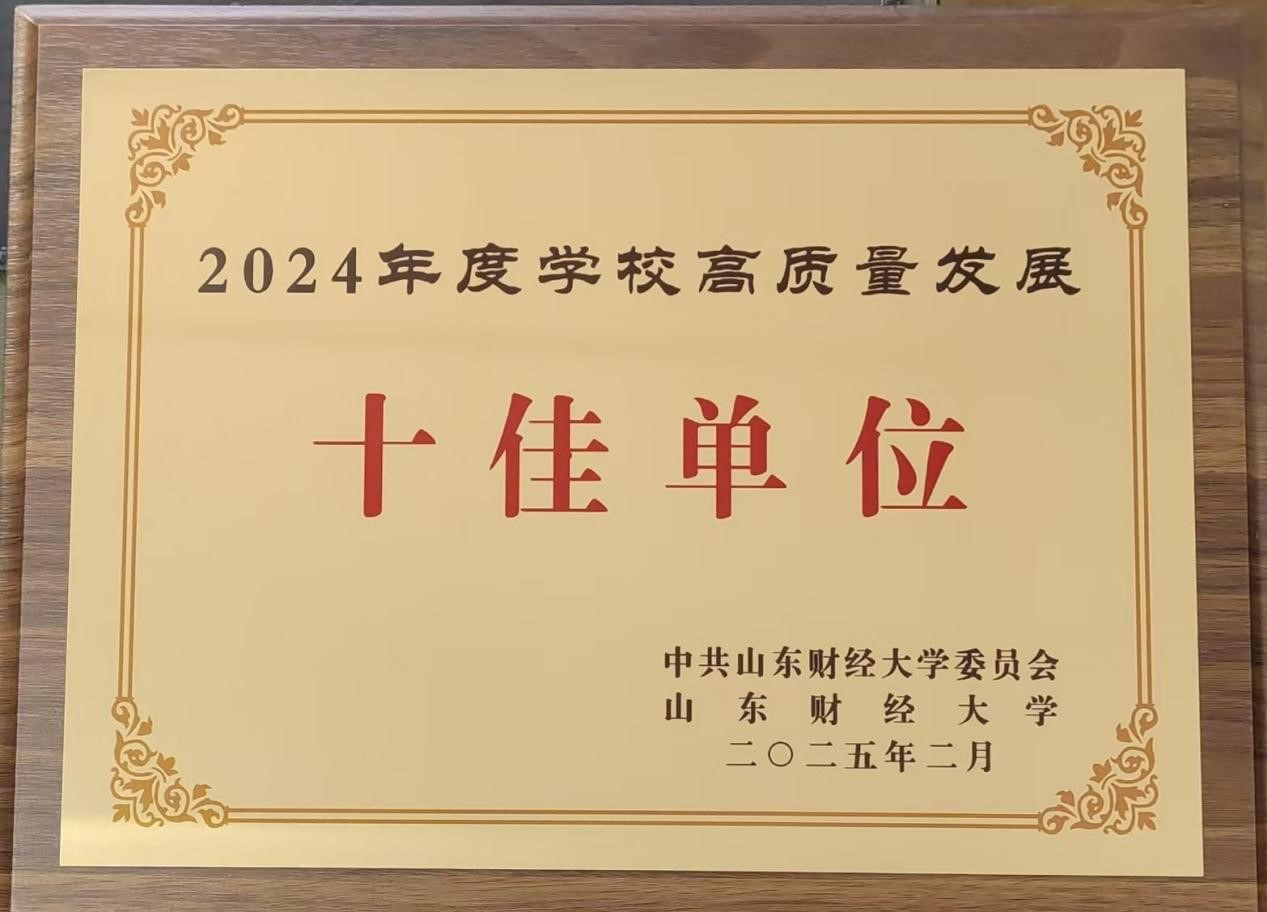 2024年度学校高质量发展
十佳单位
中共山东财经大学委员会
山东财经大学
二〇二五年二月